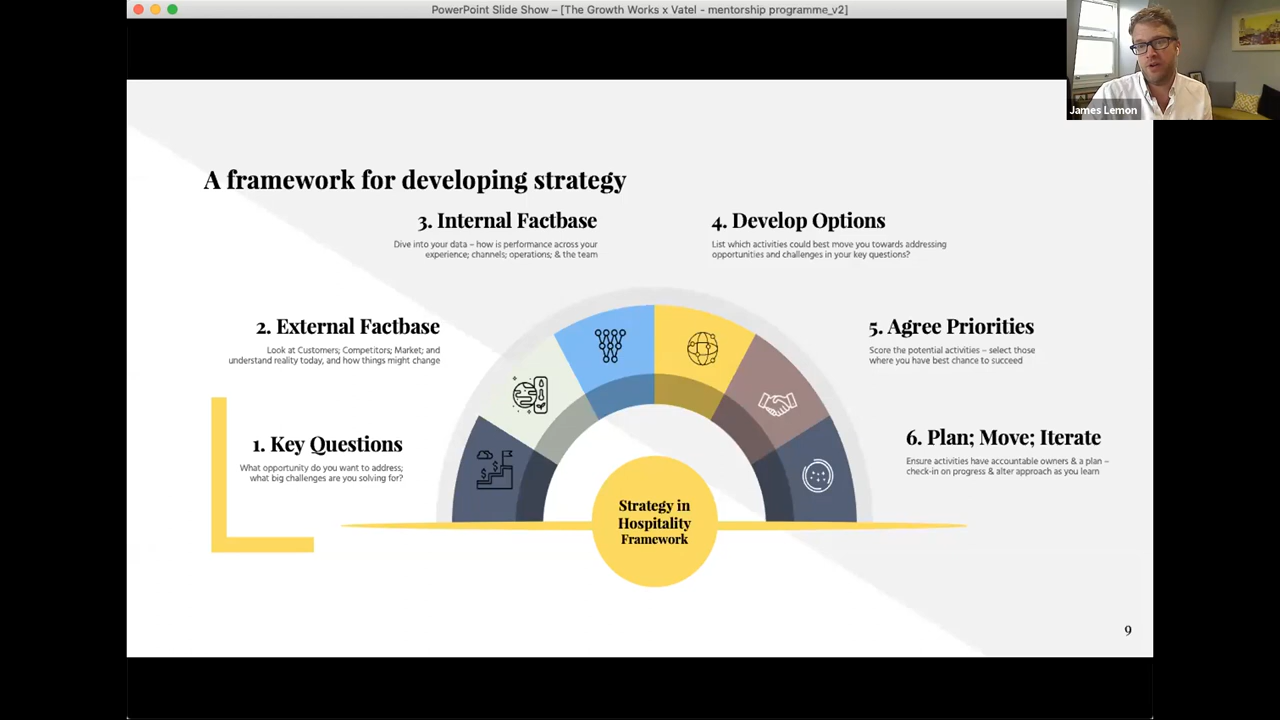 PowerPoint Slide Show – [The Growth Works x Vatel - mentorship programme_v2]
James Lemon
A framework for developing strategy
3. Internal Factbase
Dive into your data – how is performance across your
experience; channels; operations; & the team
4. Develop Options
List which activities could best move you towards addressing
opportunities and challenges in your key questions?
2. External Factbase
Look at Customers; Competitors; Market; and
understand reality today, and how things might change
5. Agree Priorities
Score the potential activities – select those
where you have best chance to succeed
1. Key Questions
What opportunity do you want to address;
what big challenges are you solving for?
6. Plan; Move; Iterate
Ensure activities have accountable owners & a plan –
check-in on progress & alter approach as you learn
$
$
Strategy in
Hospitality
Framework
9